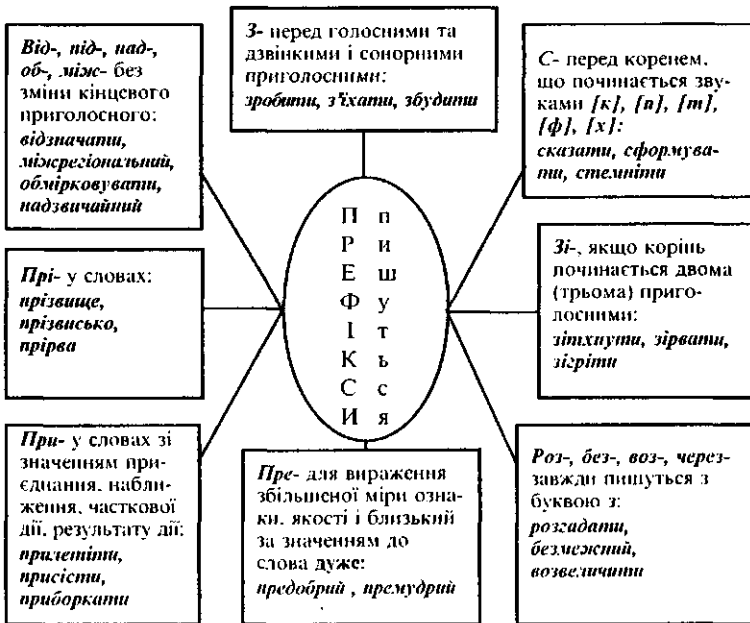 Від-, під-, над-,
об-, між- без
зміни кінцевого
приголосного:
відзначати,
міжрегіональний,
обмірковувати,
надзвичайний
З- перед голосними та
дзвінкими і сонорними
приголосними:
зробити, з'їхати, збудити
С- перед коренем,
що починається зву-
ками [к], [п], [т],
[ф], [х]:
сказати, сформува-
ти, стемніти
ПРЕФІКСИ
пишуться
Прі- у словах:
прізвище,
прізвисько,
прірва
Зі-, якщо корінь
починається двома
(трьома) приго-
лосними:
зітхнути, зірвати,
зігріти
При- у словах зі
значенням при-
єднання, набли-
ження, часткової
дії, результату дії:
прилетіти,
присісти,
приборкати
Пре- для вираження
збільшеної міри озна-
ки, якості і близький
за значенням до
слова дуже:
предобрий , премудрий
Роз-, без-, воз-, через-
завжди пишуться з
буквою з:
розгадати,
безмежний,
возвеличити